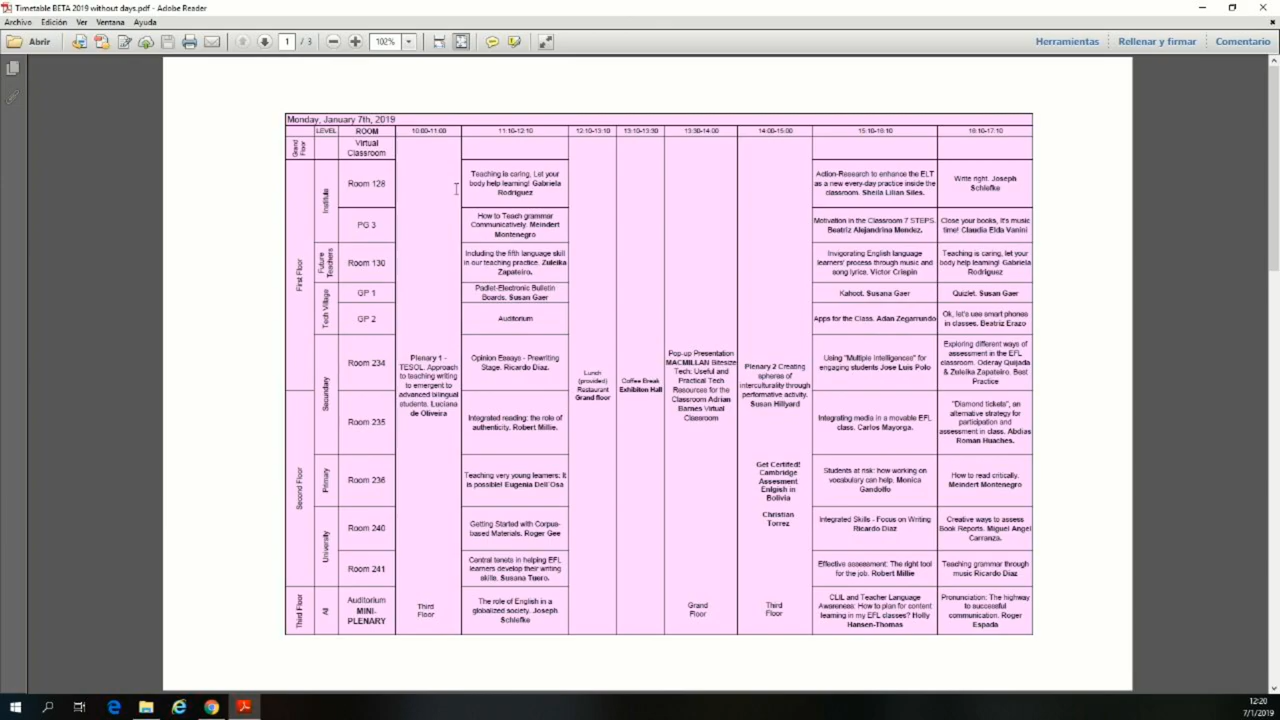 Timetable BETA 2019 without days.pdf - Adobe Reader
Archivo Edición Ver Ventana Ayuda
Abrir 1 / 3 102% Herramientas Rellenar y firmar Comentario
Monday, January 7th, 2019
LEVEL ROOM 10:00-11:00 11:10-12:10 12:10-13:10 13:10-13:30 13:30-14:00 14:00-15:00 15:10-16:10 16:10-17:10
Grand
Floor
Virtual
Classroom
First Floor
Institute
Room 128
Teaching is caring, Let your
body help learning! Gabriela
Rodriguez
Action-Research to enhance the ELT
as a new every-day practice inside the
classroom. Sheila Lilian Siles.
Write right. Joseph
Schlefke
PG 3
How to Teach grammar
Communicatively. Meindert
Montenegro
Motivation in the Classroom 7 STEPS.
Beatriz Alejandrina Mendez.
Close your books, It's music
time! Claudia Elda Vanini
Future
Teachers
Room 130
Including the fifth language skill
in our teaching practice. Zuleika
Zapateiro.
Invigorating English language
learners' process through music and
song lyrics. Victor Crispin
Teaching is caring, let your
body help learning! Gabriela
Rodriguez
Tech Village
GP 1
Padlet-Electronic Bulletin
Boards. Susan Gaer
Kahoot. Susana Gaer
Quizlet. Susan Gaer
GP 2
Auditorium
Apps for the Class. Adan Zegarrundo
Ok, let's use smart phones
in classes. Beatriz Erazo
Secundary
Room 234
Opinion Essays - Prewriting
Stage. Ricardo Diaz.
Using "Multiple Intelligences" for
engaging students Jose Luis Polo
Exploring different ways of
assessment in the EFL
classroom. Oderay Quijada
& Zuleika Zapateiro. Best
Practice
Plenary 1 -
TESOL. Approach
to teaching writing
to emergent to
advanced bilingual
students. Luciana
de Oliveira
Lunch
(provided)
Restaurant
Grand floor
Coffee Break
Exhibiton Hall
Pop-up Presentation
MACMILLAN Bitesize
Tech: Useful and
Practical Tech
Resources for the
Classroom Adrian
Barnes Virtual
Classroom
Plenary 2 Creating
spheres of
interculturality through
performative activity.
Susan Hillyard
Room 235
Integrated reading: the role of
authenticity. Robert Millie.
Integrating media in a movable EFL
class. Carlos Mayorga.
"Diamond tickets", an
alternative strategy for
participation and
assessment in class. Abdias
Roman Huaches.
Second Floor
Primary
Room 236
Teaching very young learners: It
is possible! Eugenia Dell'Osa
Get Certifed!
Cambridge
Assesment
Enlgish in
Bolivia
Christian
Torrez
Students at risk: how working on
vocabulary can help. Monica
Gandolfo
How to read critically.
Meindert Montenegro
University
Room 240
Getting Started with Corpus-
based Materials. Roger Gee
Integrated Skills - Focus on Writing
Ricardo Diaz
Creative ways to assess
Book Reports. Miguel Angel
Carranza.
Room 241
Central tenets in helping EFL
learners develop their writing
skills. Susana Tuero.
Effective assessment: The right tool
for the job. Robert Millie
Teaching grammar through
music Ricardo Diaz
Third Floor
All
Auditorium
MINI-
PLENARY
Third
Floor
The role of English in a
globalized society. Joseph
Schlefke
Grand
Floor
Third
Floor
CLIL and Teacher Language
Awareness: How to plan for content
learning in my EFL classes? Holly
Hansen-Thomas
Pronunciation: The highway
to successful
communication. Roger
Espada
12:20
7/1/2019